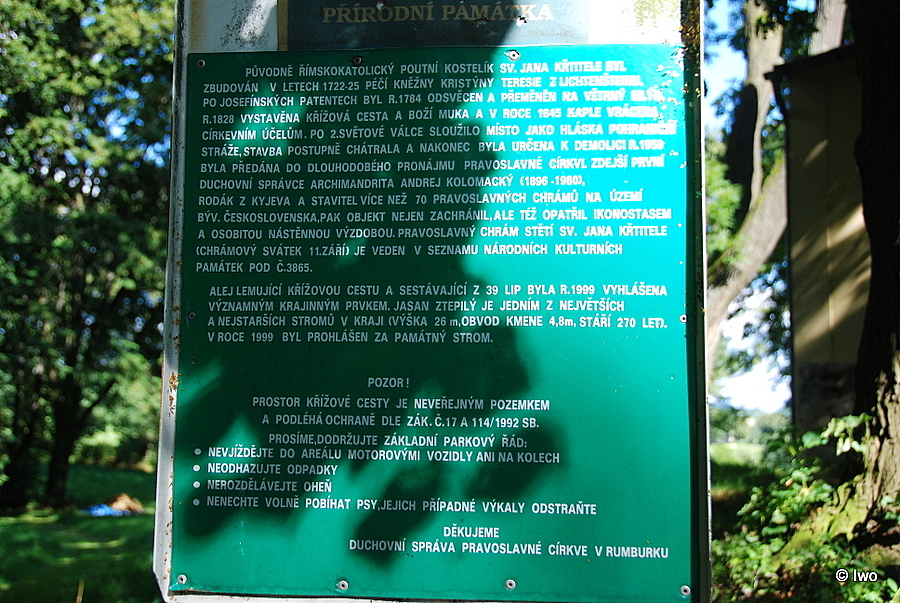 PŘÍRODNÍ PAMÁTKA
PŮVODNĚ ŘÍMSKOKATOLICKÝ POUTNÍ KOSTELÍK SV. JANA KŘTITELE BYL
ZBUDOVÁN V LETECH 1722-25 PÉČÍ KNĚŽNY KRISTÝNY TERESIE Z LICHTENŠTEJNU.
PO JOSEFÍNSKÝCH PATENTECH BYL R.1784 ODSVĚCEN A PŘEMĚNĚN NA VĚTRNÝ MLÝN.
R.1828 VYSTAVĚNA KŘÍŽOVÁ CESTA A BOŽÍ MUKA A V ROCE 1845 KAPLE VRÁCENA
CÍRKEVNÍM ÚČELŮM. PO 2.SVĚTOVÉ VÁLCE SLOUŽILO MÍSTO JAKO HLÁSKA POHRANIČNÍ
STRÁŽE, STAVBA POSTUPNĚ CHÁTRALA A NAKONEC BYLA URČENA K DEMOLICI R.1950
BYLA PŘEDÁNA DO DLOUHODOBÉHO PRONÁJMU PRAVOSLAVNÉ CÍRKVI. ZDEJŠÍ PRVNÍ
DUCHOVNÍ SPRÁVCE ARCHIMANDRITA ANDREJ KOLOMACKÝ (1896 -1980),
RODÁK Z KYJEVA A STAVITEL VÍCE NEŽ 70 PRAVOSLAVNÝCH CHRÁMŮ NA ÚZEMÍ
BÝV. ČESKOSLOVENSKA,PAK OBJEKT NEJEN ZACHRÁNIL,ALE TÉŽ OPATŘIL IKONOSTASEM
A OSOBITOU NÁSTĚNNOU VÝZDOBOU. PRAVOSLAVNÝ CHRÁM STĚTÍ SV. JANA KŘTITELE
(CHRÁMOVÝ SVÁTEK 11.ZÁŘÍ) JE VEDEN V SEZNAMU NÁRODNÍCH KULTURNÍCH
PAMÁTEK POD Č.3865.
ALEJ LEMUJÍCÍ KŘÍŽOVOU CESTU A SESTÁVAJÍCÍ Z 39 LIP BYLA R.1999 VYHLÁŠENA
VÝZNAMNÝM KRAJINNÝM PRVKEM. JASAN ZTEPILÝ JE JEDNÍM Z NEJVĚTŠÍCH
A NEJSTARŠÍCH STROMŮ V KRAJI (VÝŠKA 26 m,OBVOD KMENE 4,8m, STÁŘÍ 270 LET).
V ROCE 1999 BYL PROHLÁŠEN ZA PAMÁTNÝ STROM.
POZOR!
PROSTOR KŘÍŽOVÉ CESTY JE NEVEŘEJNÝM POZEMKEM
A PODLÉHÁ OCHRANĚ DLE ZÁK. Č.17 A 114/1992 SB.
PROSÍME,DODRŽUJTE ZÁKLADNÍ PARKOVÝ ŘÁD:
• NEVJÍŽDĚJTE DO AREÁLU MOTOROVÝMI VOZIDLY ANI NA KOLECH
• NEODHAZUJTE ODPADKY
• NEROZDĚLÁVEJTE OHEŇ
• NENECHTE VOLNĚ POBÍHAT PSY,JEJICH PŘÍPADNÉ VÝKALY ODSTRAŇTE
DĚKUJEME
DUCHOVNÍ SPRÁVA PRAVOSLAVNÉ CÍRKVE V RUMBURKU
© Iwo